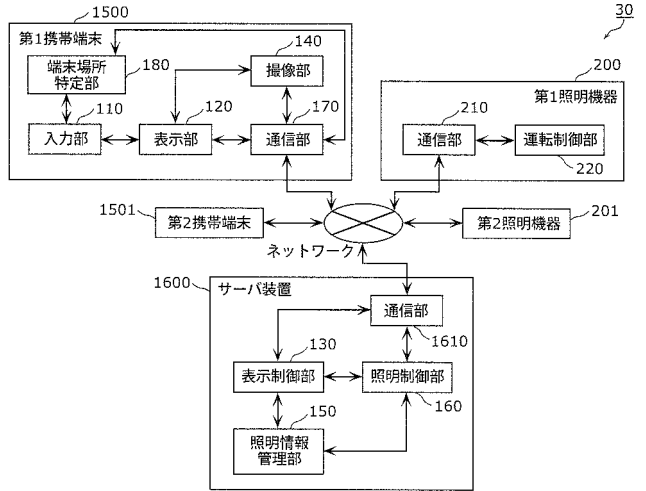 30
1500
第1携帯端末
端末場所
特定部
180
140
撮像部
110
入力部
120
表示部
170
通信部
200
第1照明機器
210
通信部
運転制御部
220
1501
第2携帯端末
第2照明機器
201
ネットワーク
1600
サーバ装置
通信部
1610
130
表示制御部
照明制御部
160
150
照明情報
管理部